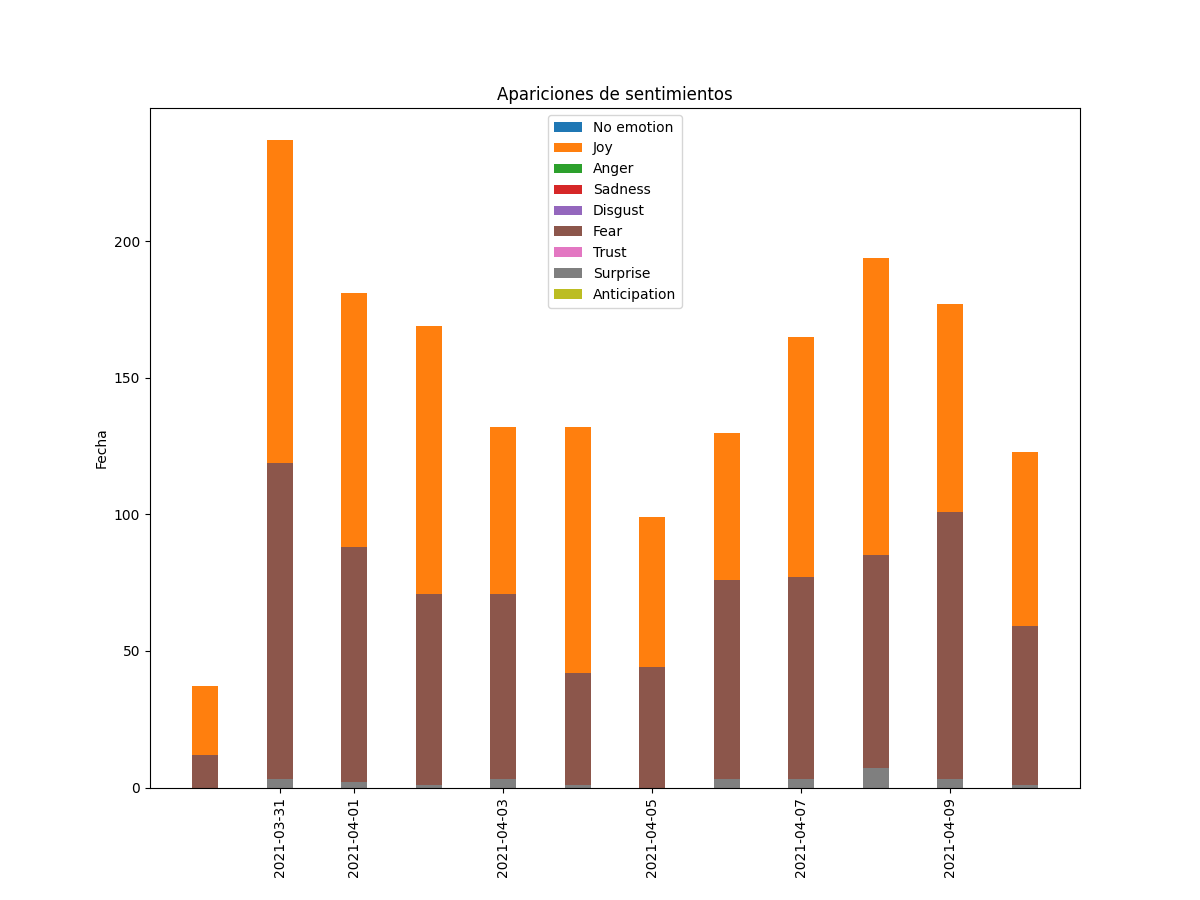 Apariciones de sentimientos
No emotion
Joy
Anger
Sadness
Disgust
Fear
Trust
Surprise
Anticipation
Fecha
200
150
100
50
0
2021-03-31
2021-04-01
2021-04-03
2021-04-05
2021-04-07
2021-04-09